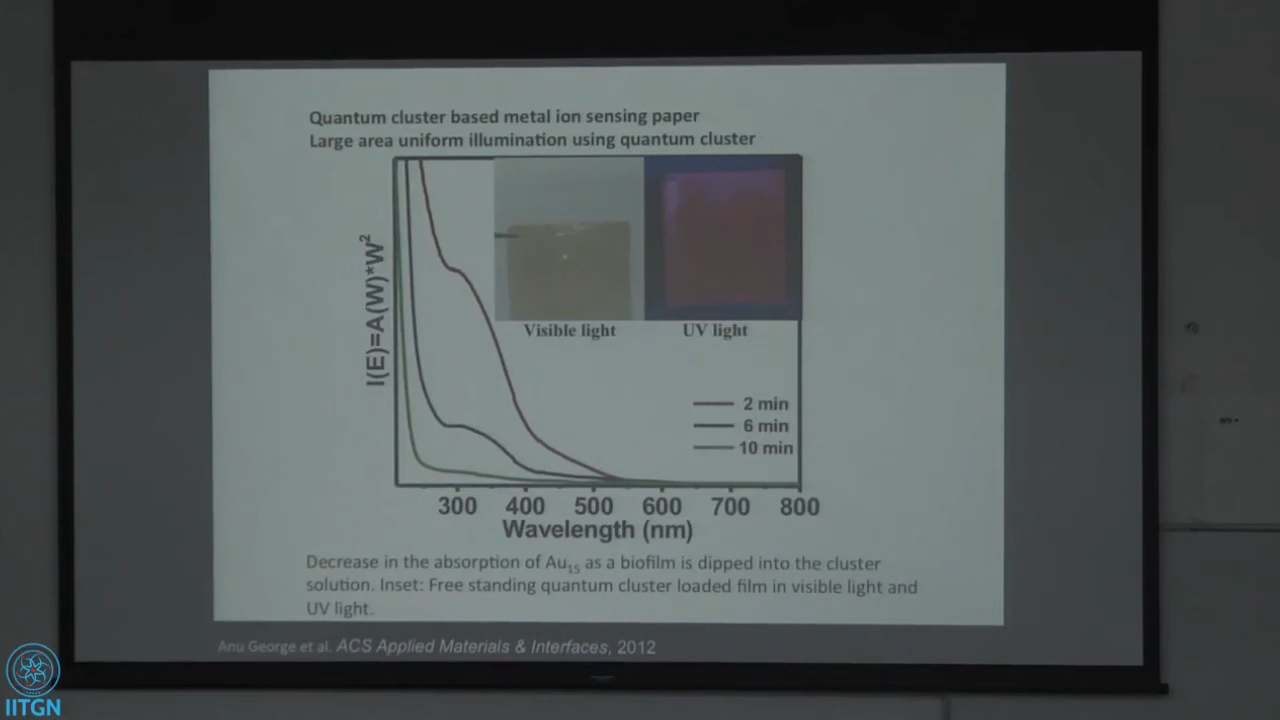 Quantum cluster based metal ion sensing paper
Large area uniform illumination using quantum cluster
I(E)=A(W)*W²
Visible light
UV light
2 min
6 min
10 min
300 400 500 600 700 800
Wavelength (nm)
Decrease in the absorption of Au₁₅ as a biofilm is dipped into the cluster
solution. Inset: Free standing quantum cluster loaded film in visible light and
UV light.
Anu George et al. ACS Applied Materials & Interfaces, 2012
IITGN